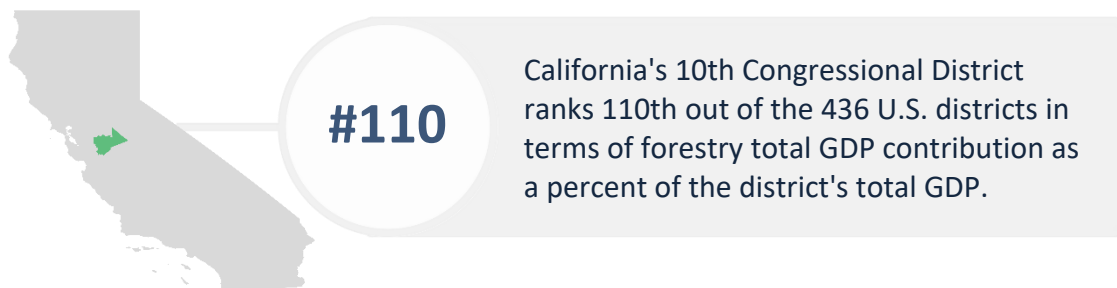 #110
California's 10th Congressional District
ranks 110th out of the 436 U.S. districts in
terms of forestry total GDP contribution as
a percent of the district's total GDP.